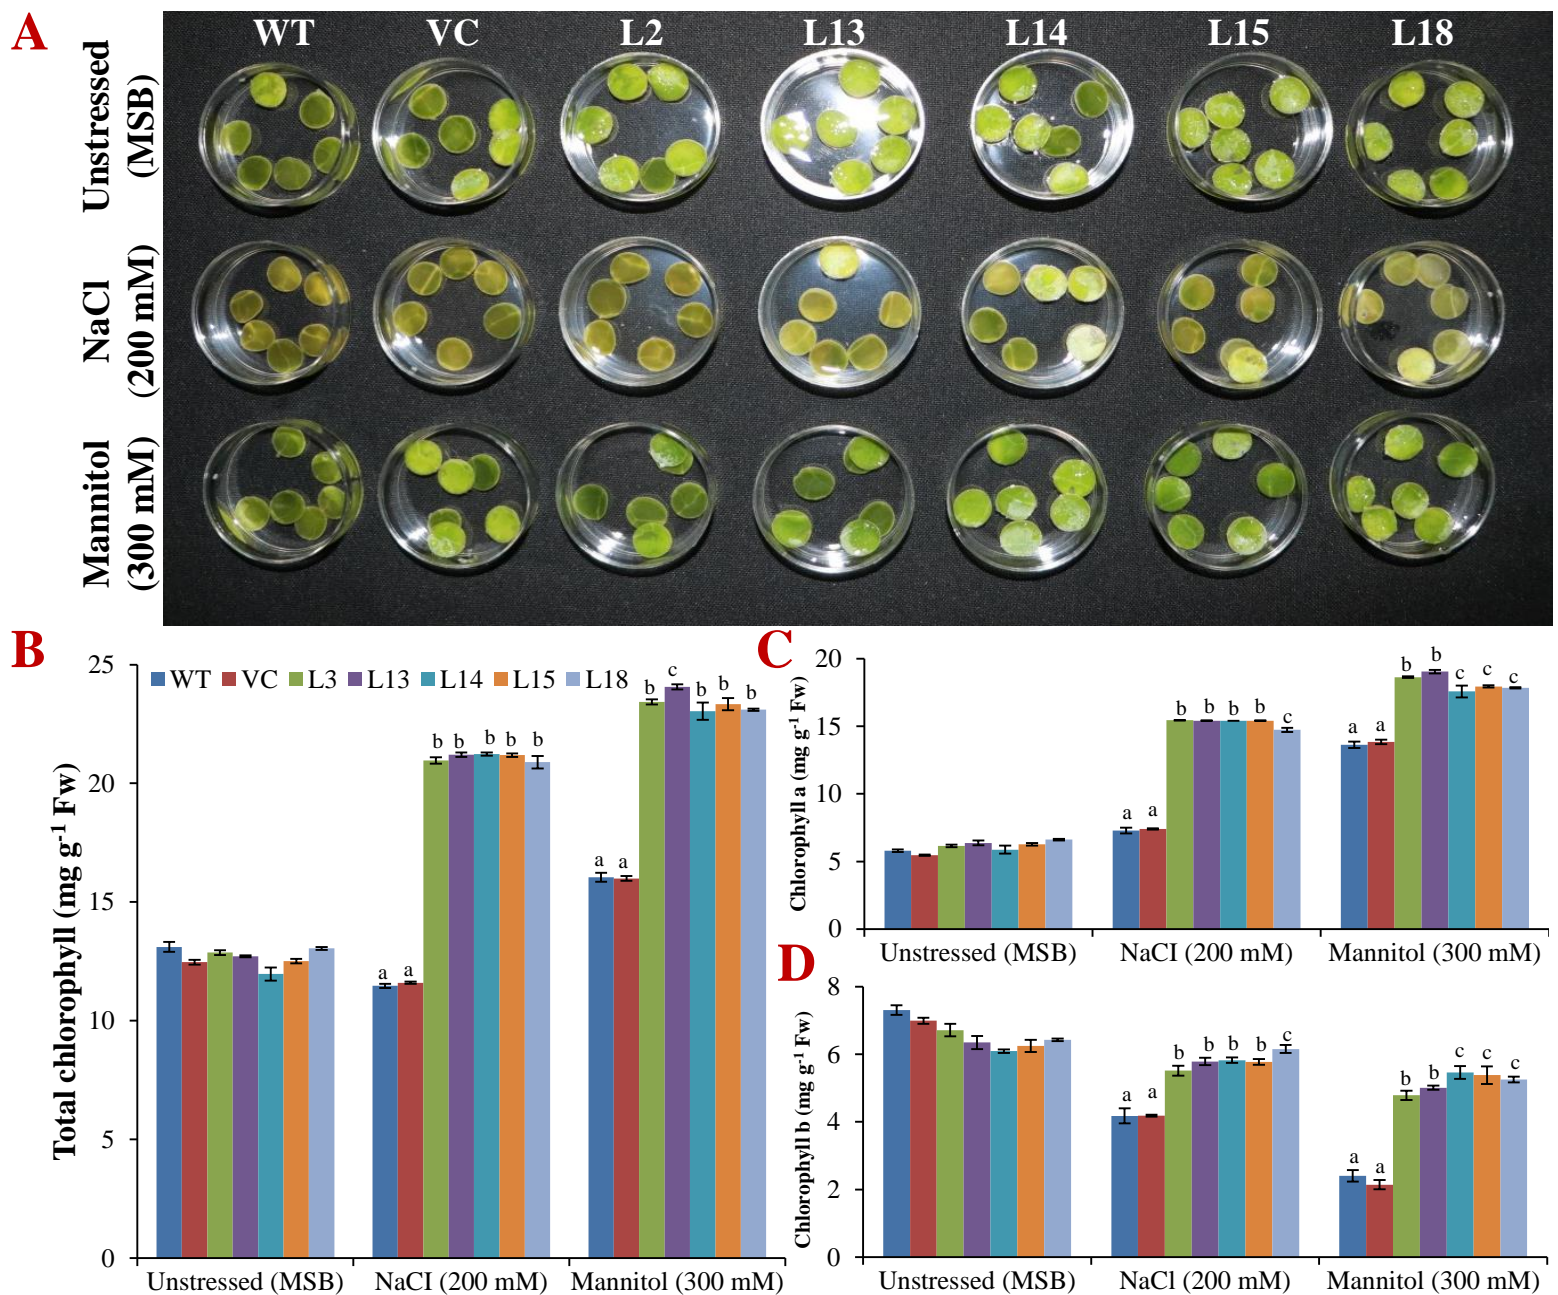 A
WT VC L2 L13 L14 L15 L18
Unstressed
(MSB)
NaCl
(200 mM)
Mannitol
(300 mM)
B
Total chlorophyll (mg g-1 Fw)
25
20
15
10
5
0
WT VC L3 L13 L14 L15 L18
a a b b b b b
a a b c b b b
Unstressed (MSB) NaCI (200 mM) Mannitol (300 mM)
C
Chlorophyll a (mg g-1 Fw)
20
15
10
5
0
a a b b b b c
a a b b c c c
Unstressed (MSB) NaCI (200 mM) Mannitol (300 mM)
D
Chlorophyll b (mg g-1 Fw)
8
6
4
2
0
a a b b b b c
a a b b c c c
Unstressed (MSB) NaCl (200 mM) Mannitol (300 mM)